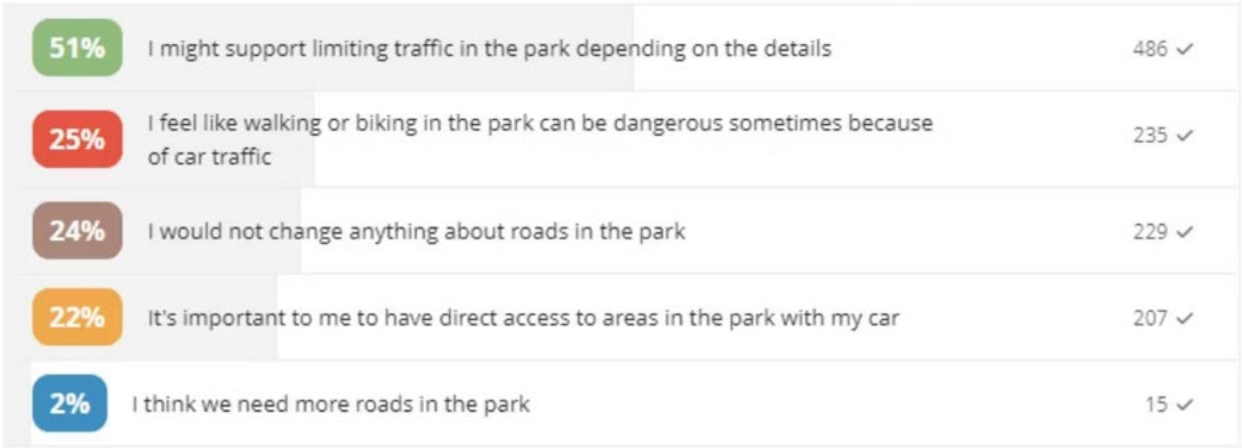 51% I might support limiting traffic in the park depending on the details 486 ✓
25% I feel like walking or biking in the park can be dangerous sometimes because
of car traffic 235 ✓
24% I would not change anything about roads in the park 229 ✓
22% It's important to me to have direct access to areas in the park with my car 207 ✓
2% I think we need more roads in the park 15 ✓